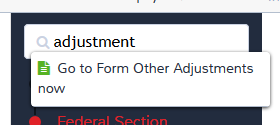 adjustment
Go to Form Other Adjustments
now
Federal Section